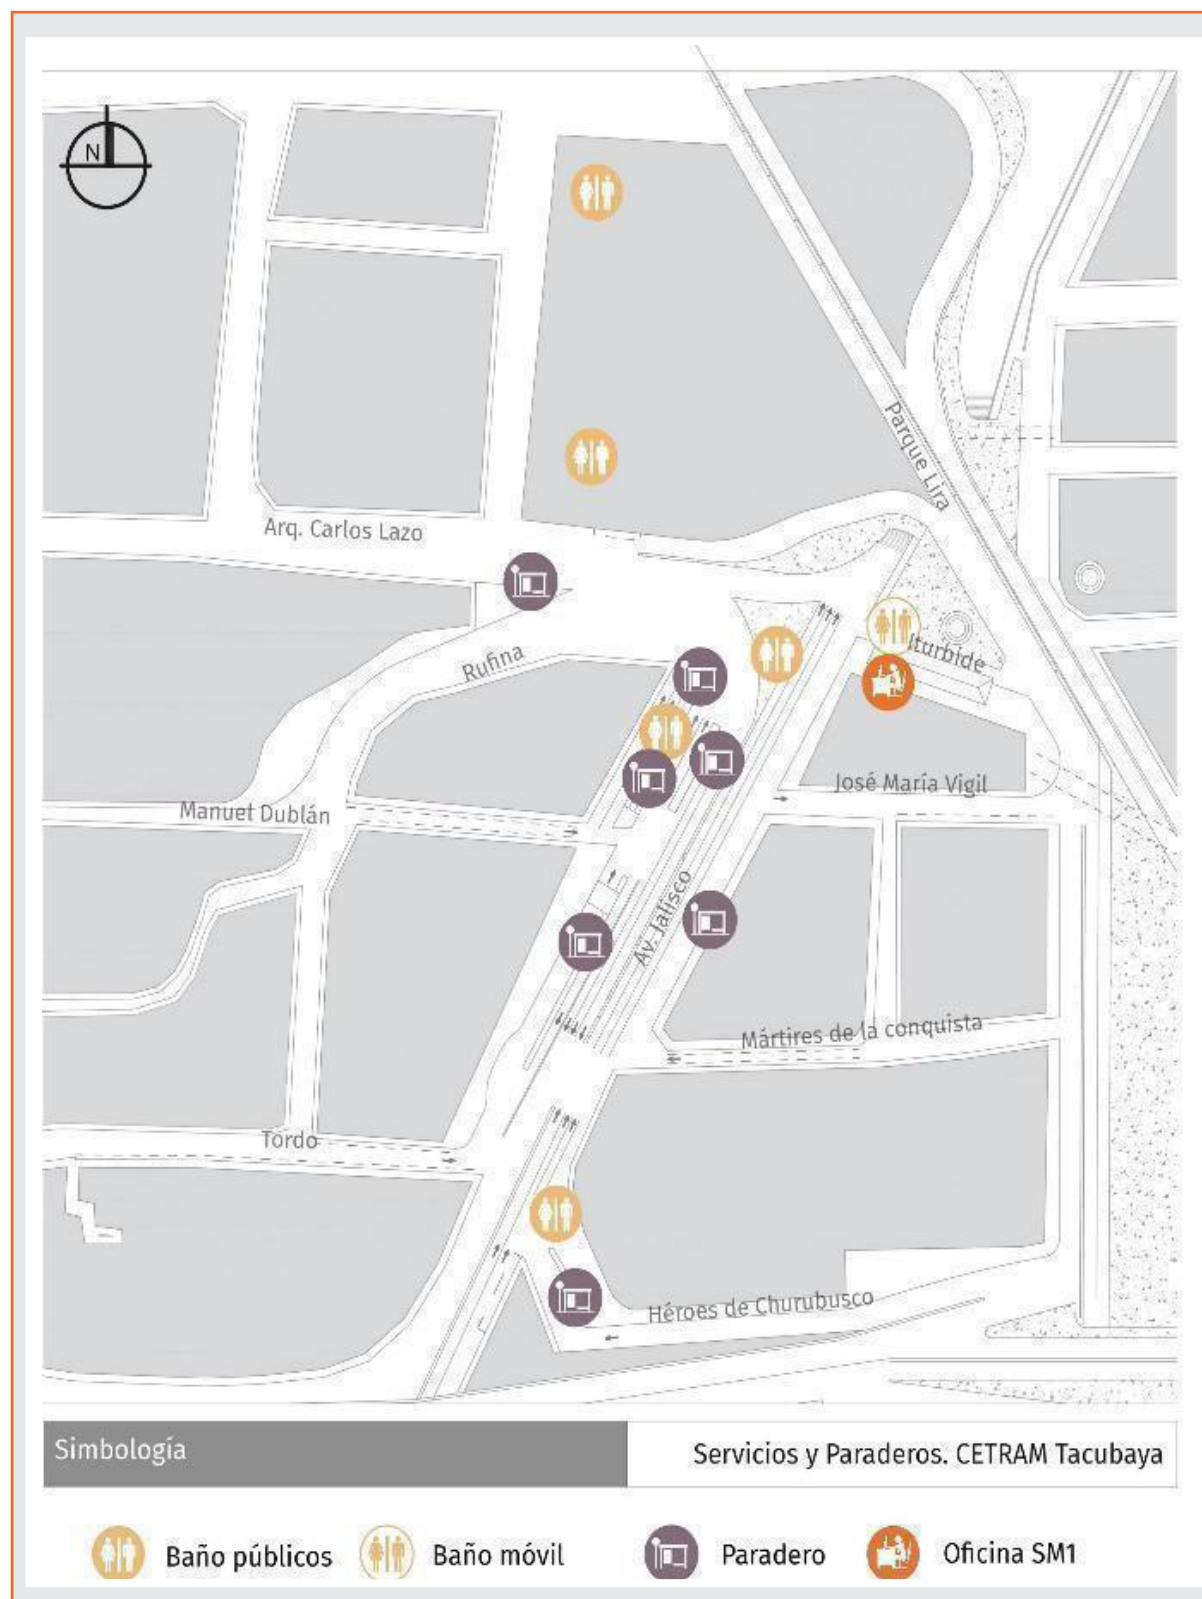 N
Parque Lira
Arq. Carlos Lazo
Rufina
Iturbide
Manuel Dublán
José María Vigil
Av. Jalisco
Mártires de la conquista
Tordo
Héroes de Churubusco
Simbología
Servicios y Paraderos. CETRAM Tacubaya
Baño públicos
Baño móvil
Paradero
Oficina SM1